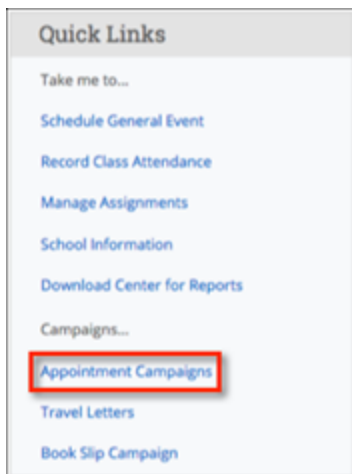 Quick Links
Take me to...
Schedule General Event
Record Class Attendance
Manage Assignments
School Information
Download Center for Reports
Campaigns...
Appointment Campaigns
Travel Letters
Book Slip Campaign